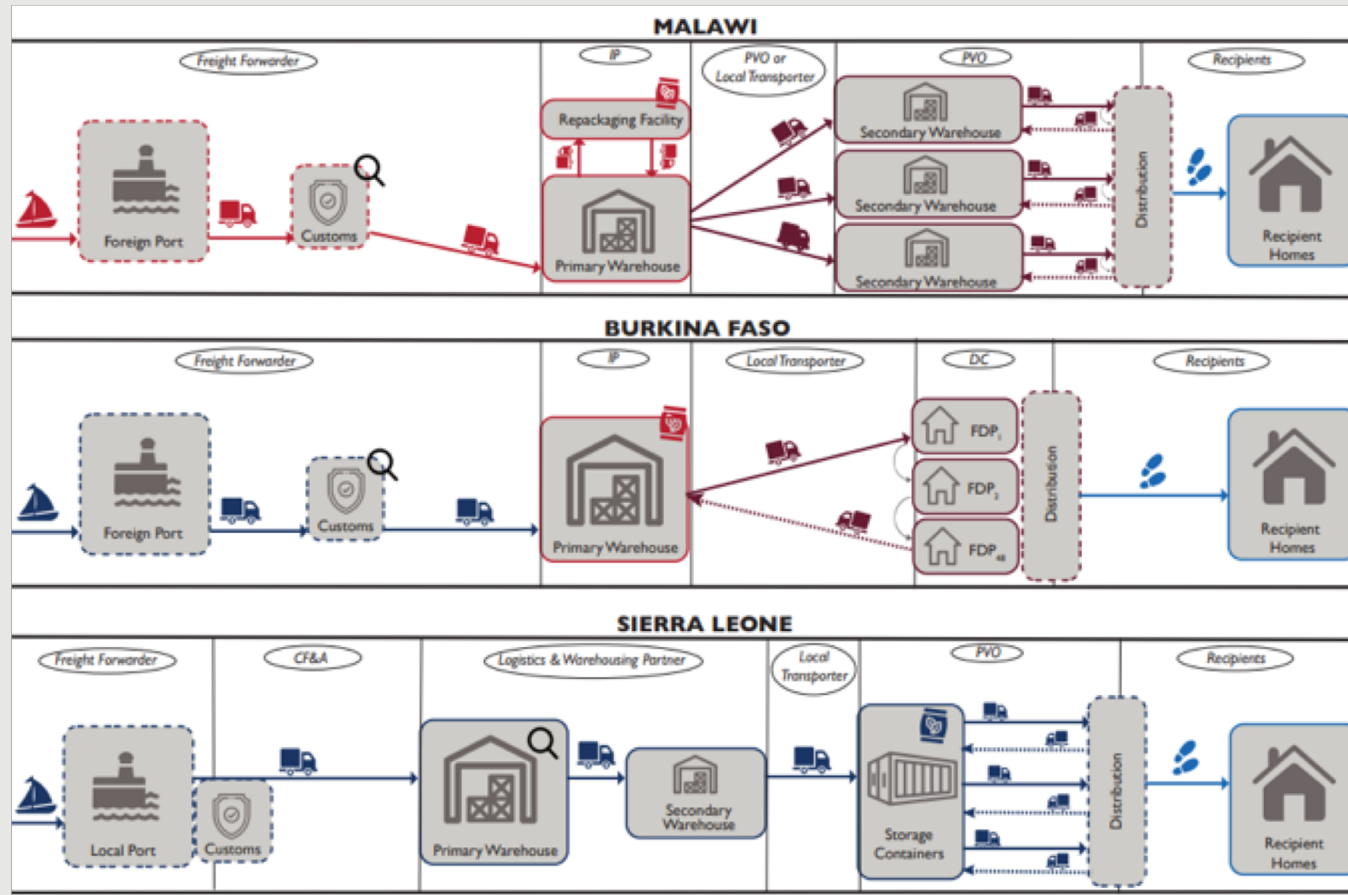 MALAWI
Freight Forwarder
IP
PVO or
Local Transporter
PVO
Recipients
Foreign Port
Customs
Repackaging Facility
Primary Warehouse
Secondary Warehouse
Secondary Warehouse
Secondary Warehouse
Distribution
Recipient
Homes
BURKINA FASO
Freight Forwarder
IP
Local Transporter
DC
Recipients
Foreign Port
Customs
Primary Warehouse
FDP1
FDP2
FDP48
Distribution
Recipient
Homes
SIERRA LEONE
Freight Forwarder
CF&A
Logistics & Warehousing Partner
Local
Transporter
PVO
Recipients
Local Port
Customs
Primary Warehouse
Secondary
Warehouse
Storage
Containers
Distribution
Recipient
Homes